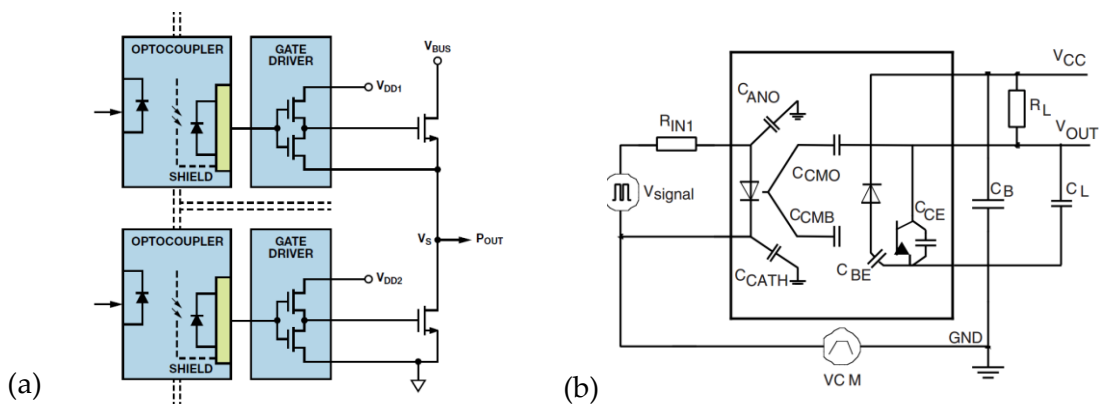 OPTOCOUPLER
GATE
DRIVER
VBUS
VDD1
SHIELD
OPTOCOUPLER
GATE
DRIVER
VS
POUT
VDD2
SHIELD
(a)
VCC
CANO
RL
RIN1
VOUT
Vsignal
CCMO
CCMB
CCE
CB
CL
CBE
CCATH
GND
VC M
(b)